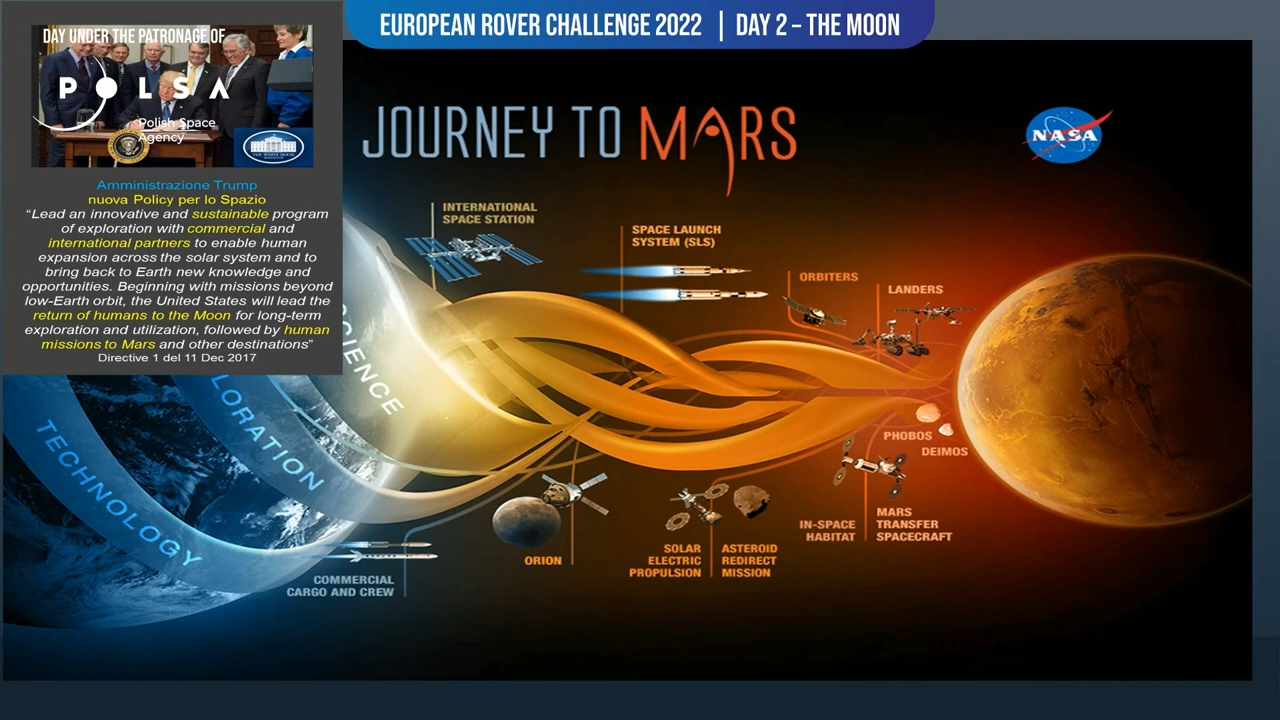 EUROPEAN ROVER CHALLENGE 2022 | DAY 2 – THE MOON
DAY UNDER THE PATRONAGE OF
POLSA
Polish Space
Agency
THE WHITE HOUSE
Amministrazione Trump
nuova Policy per lo Spazio
“Lead an innovative and sustainable program
of exploration with commercial and
international partners to enable human
expansion across the solar system and to
bring back to Earth new knowledge and
opportunities. Beginning with missions beyond
low-Earth orbit, the United States will lead the
return of humans to the Moon for long-term
exploration and utilization, followed by human
missions to Mars and other destinations”
Directive 1 del 11 Dec 2017
JOURNEY TO MARS
NASA
INTERNATIONAL
SPACE STATION
SPACE LAUNCH
SYSTEM (SLS)
ORBITERS
LANDERS
SCIENCE
LORATION
TECHNOLOGY
PHOBOS
DEIMOS
COMMERCIAL
CARGO AND CREW
ORION
SOLAR
ELECTRIC
PROPULSION
ASTEROID
REDIRECT
MISSION
IN-SPACE
HABITAT
MARS
TRANSFER
SPACECRAFT